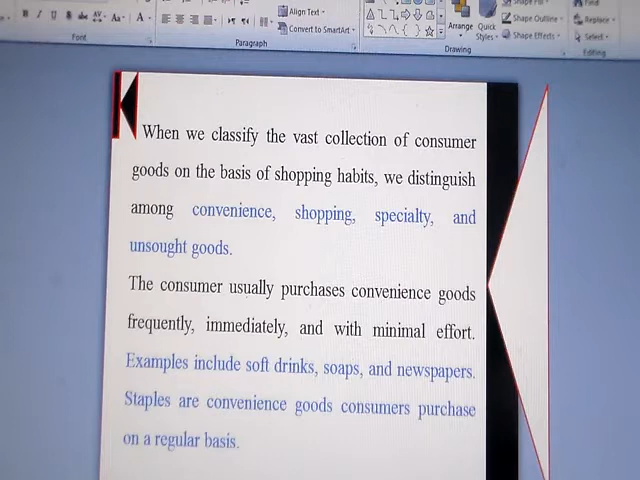 Align Text
Convert to SmartArt
Arrange
Quick
Styles
Shape Outline
Shape Effects
Replace
Select
Font
Paragraph
Drawing
Editing
When we classify the vast collection of consumer
goods on the basis of shopping habits, we distinguish
among convenience, shopping, specialty, and
unsought goods.
The consumer usually purchases convenience goods
frequently, immediately, and with minimal effort.
Examples include soft drinks, soaps, and newspapers.
Staples are convenience goods consumers purchase
on a regular basis.